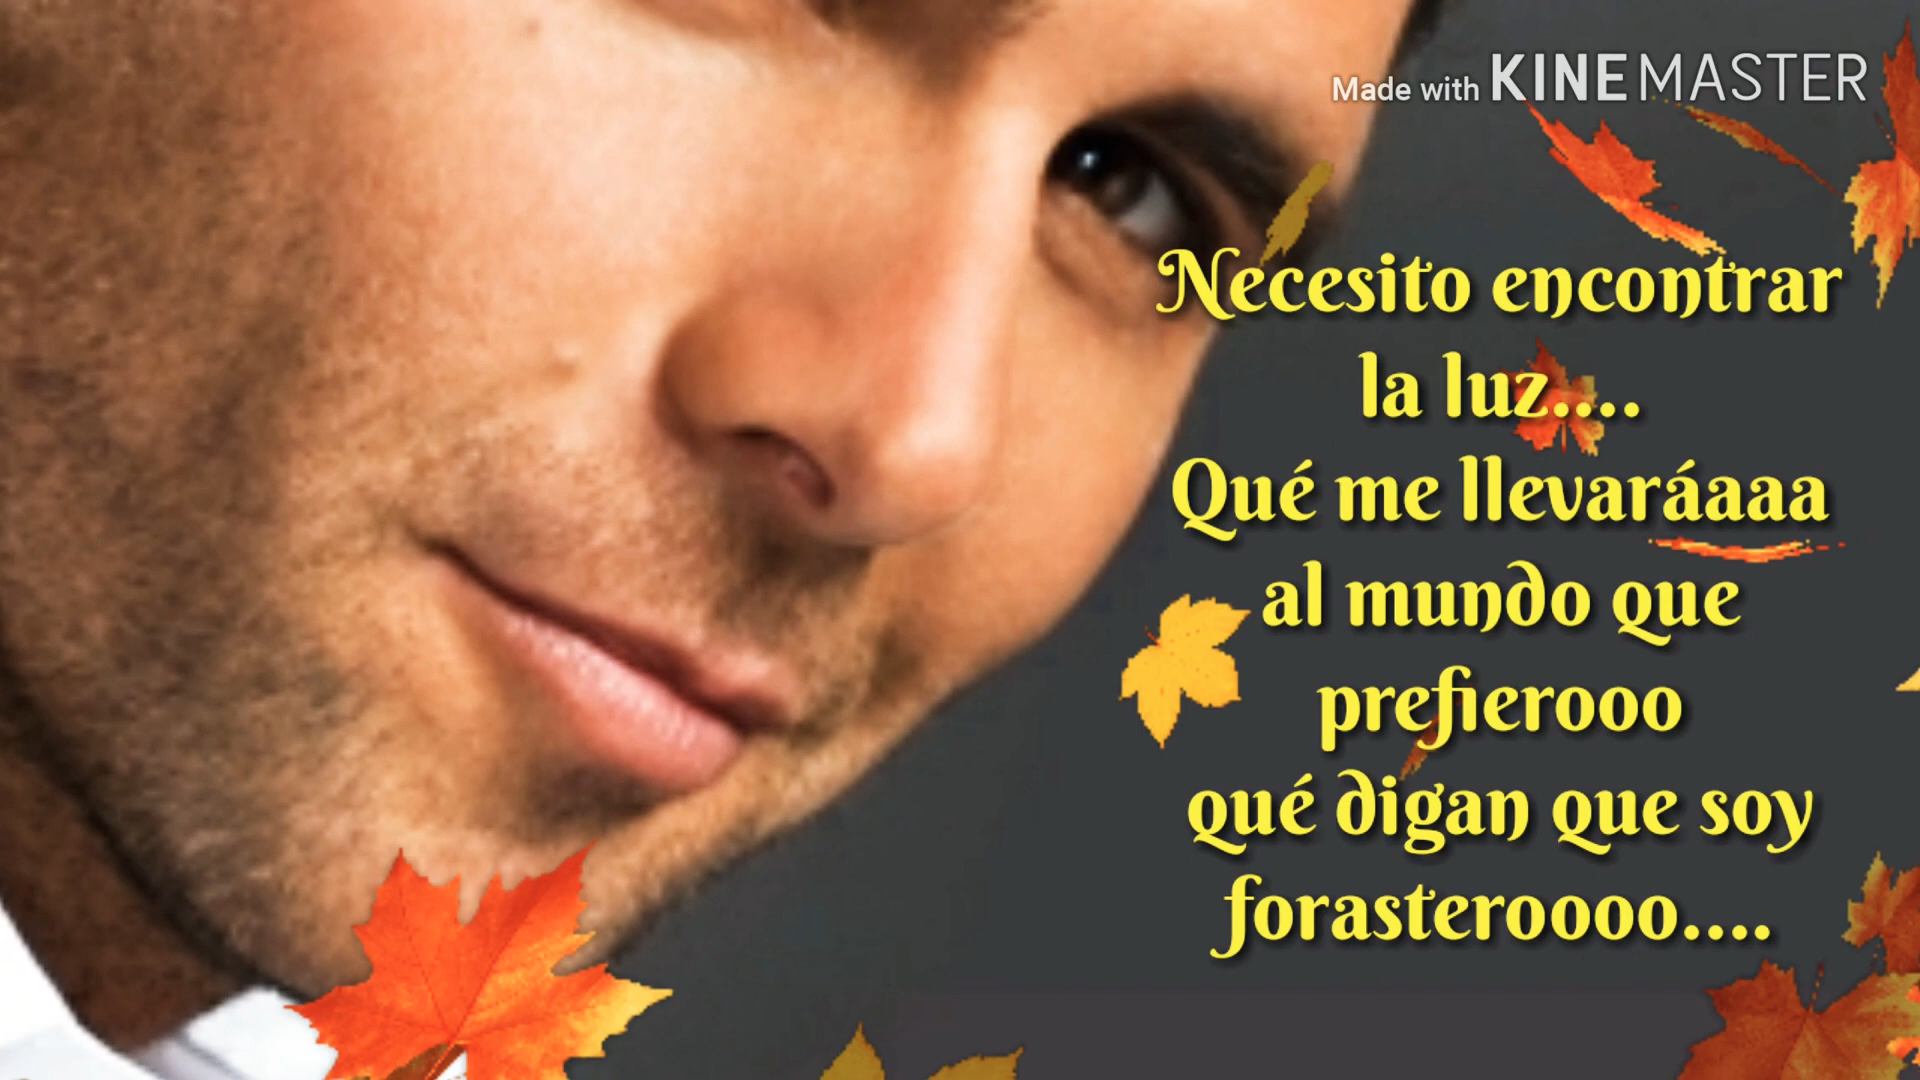 Made with KINEMASTER
Necesito encontrar
la luz....
Qué me llevaráaaa
al mundo que
prefierooo
qué digan que soy
forasteroooo....